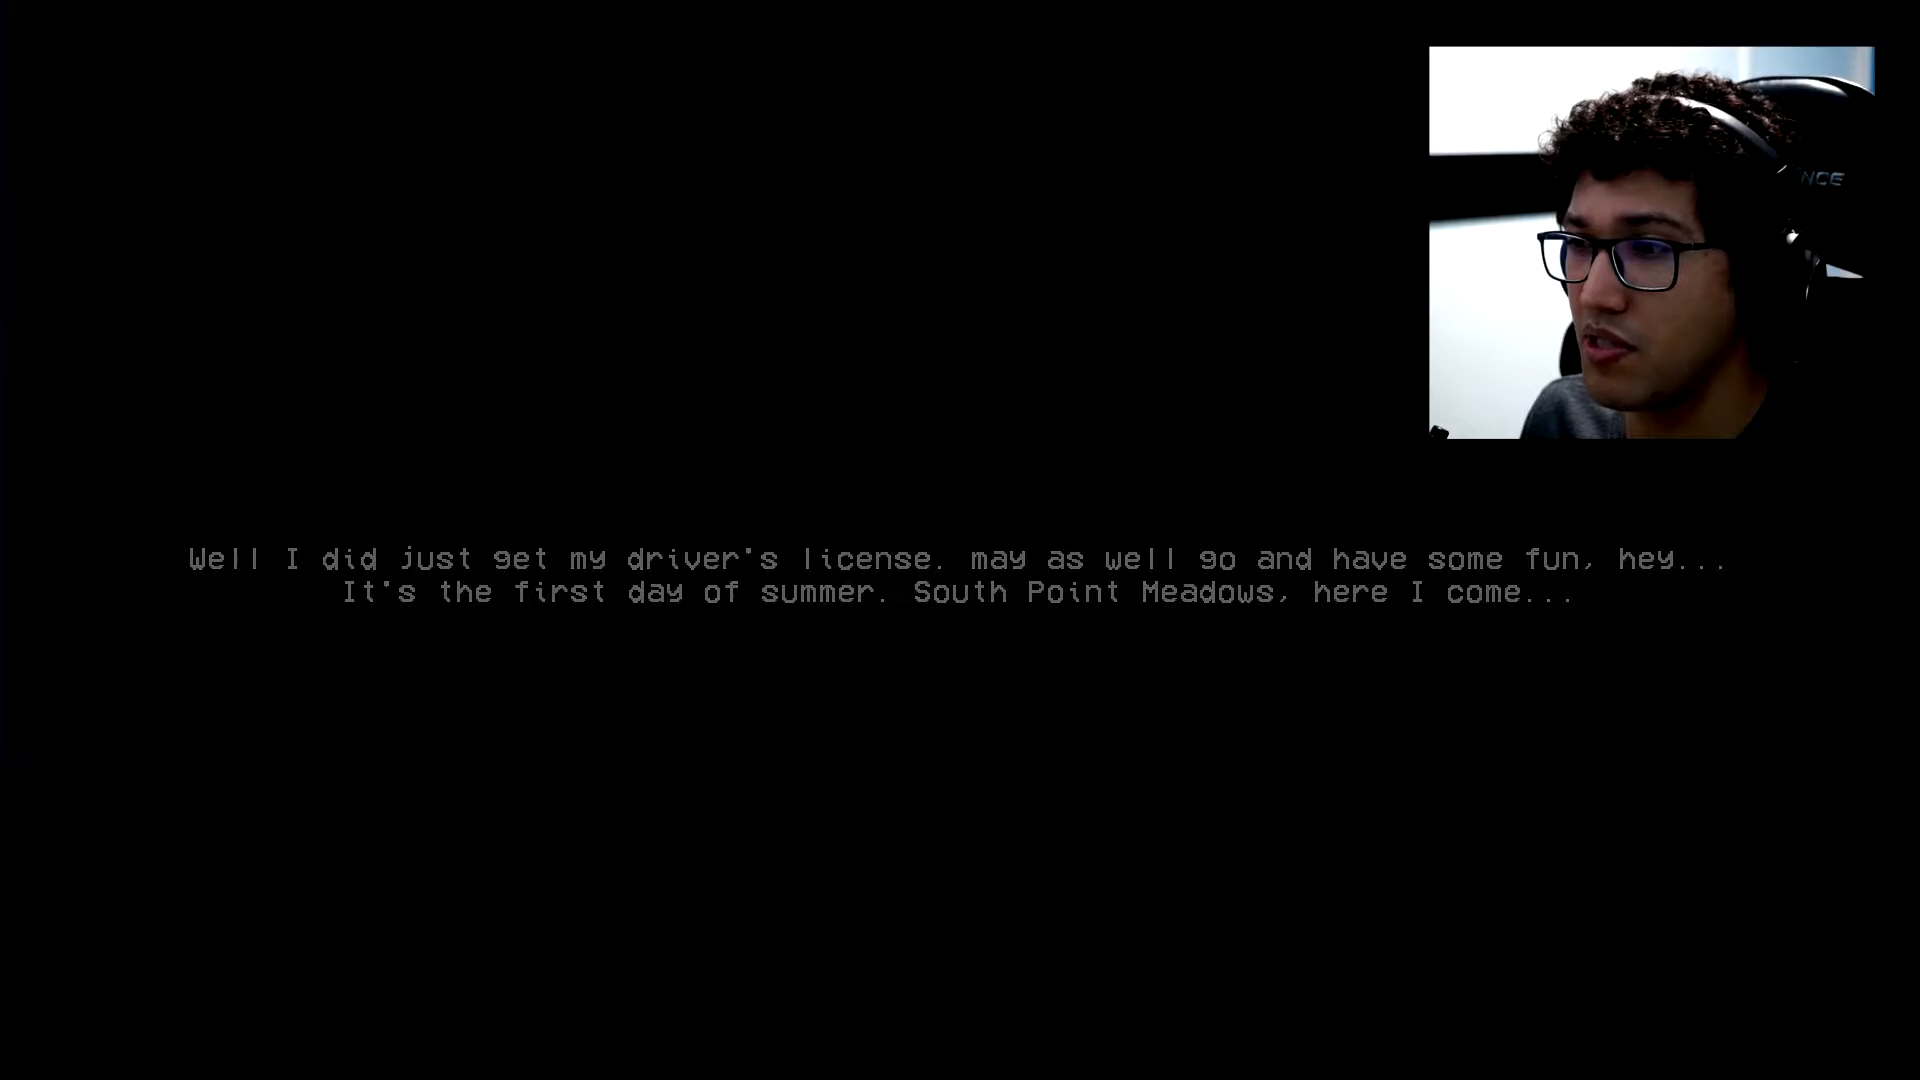 NCE
Well I did just get my driver's license. may as well go and have some fun, hey...
It's the first day of summer. South Point Meadows, here I come...